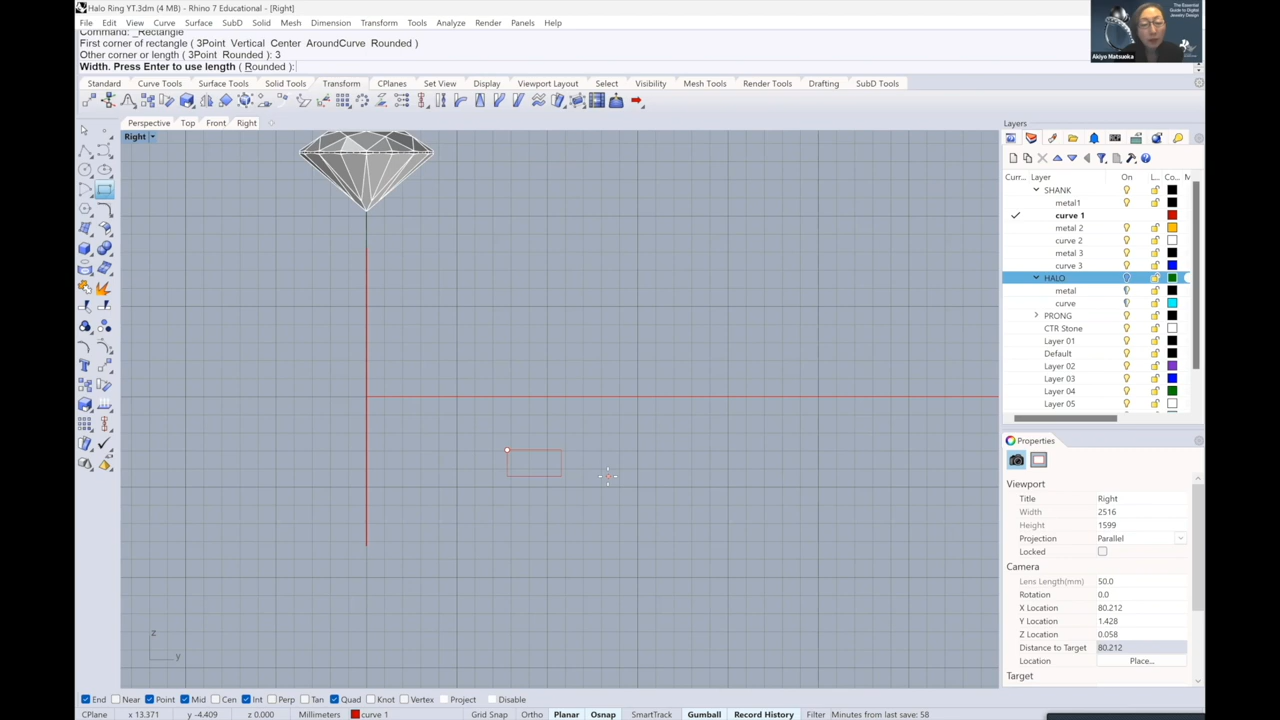 Halo Ring YT.3dm (4 MB) - Rhino 7 Educational - [Right]
File Edit View Curve Surface SubD Solid Mesh Dimension Transform Tools Analyze Render Panels Help
Command: _Rectangle
First corner of rectangle ( 3Point Vertical Center AroundCurve Rounded )
Other corner or length ( 3Point Rounded ): 3
Width. Press Enter to use length ( Rounded ):
Standard Curve Tools Surface Tools Solid Tools Transform CPlanes Set View Display Viewport Layout Select Visibility Mesh Tools Render Tools Drafting SubD Tools
Perspective Top Front Right
Right
z
y
The Essential
Guide to Digital
Jewelry Design
Akiyo Matsuoka
Layers
Curr... Layer On L... Co... M
SHANK
metal1
curve 1
metal 2
curve 2
metal 3
curve 3
HALO
metal
curve
PRONG
CTR Stone
Layer 01
Default
Layer 02
Layer 03
Layer 04
Layer 05
Properties
Viewport
Title Right
Width 2516
Height 1599
Projection Parallel
Locked
Camera
Lens Length(mm) 50.0
Rotation 0.0
X Location 80.212
Y Location 1.428
Z Location 0.058
Distance to Target 80.212
Location Place...
Target
End Near Point Mid Cen Int Perp Tan Quad Knot Vertex Project Disable
CPlane x 13.371 y -4.409 z 0.000 Millimeters curve 1 Grid Snap Ortho Planar Osnap SmartTrack Gumball Record History Filter Minutes from last save: 58